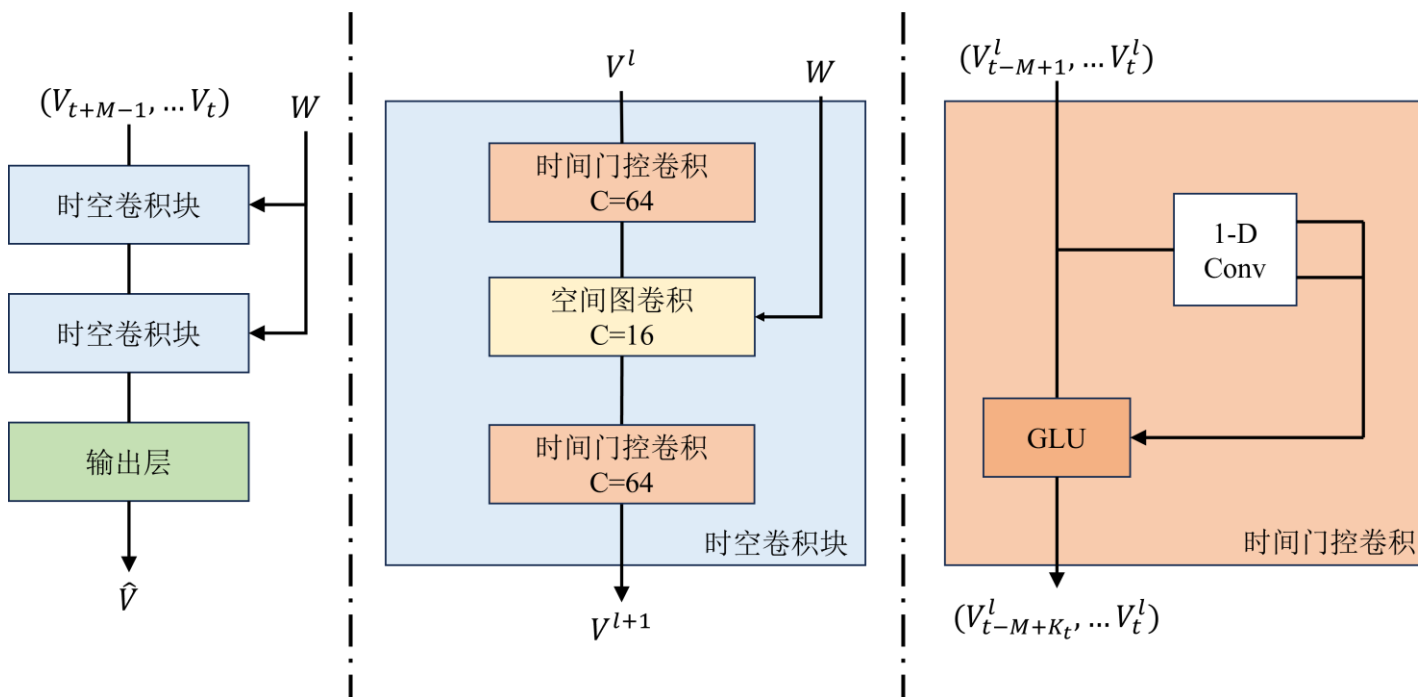 (V_{t+M-1}, … V_t)
W
时空卷积块
时空卷积块
输出层
V̂
V^l
W
时间门控卷积
C=64
空间图卷积
C=16
时间门控卷积
C=64
时空卷积块
V^{l+1}
(V^l_{t-M+1}, … V^l_t)
1-D
Conv
GLU
时间门控卷积
(V^l_{t-M+K_t}, … V^l_t)